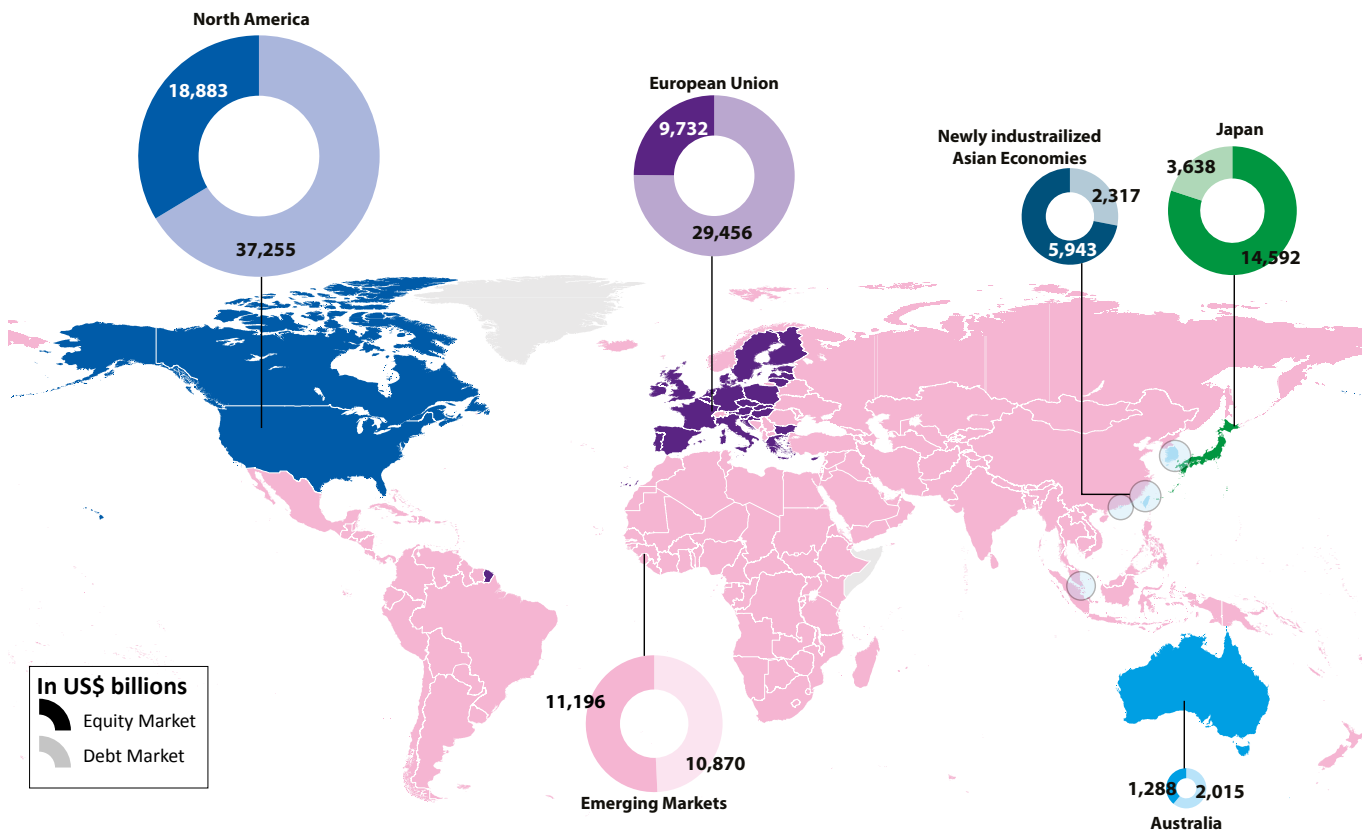 North America
18,883
37,255
European Union
9,732
29,456
Newly industrailized
Asian Economies
2,317
5,943
Japan
3,638
14,592
In US$ billions
Equity Market
Debt Market
11,196
10,870
Emerging Markets
1,288
2,015
Australia